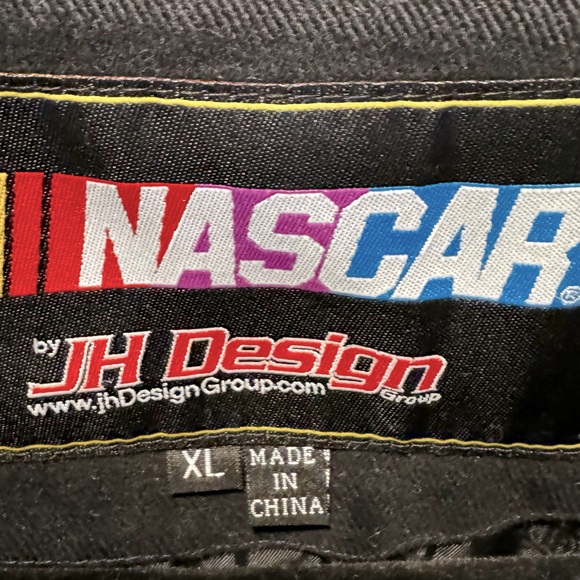 NASCAR
®
by
JH Design
Group
www.jhDesignGroup.com
XL
MADE
IN
CHINA